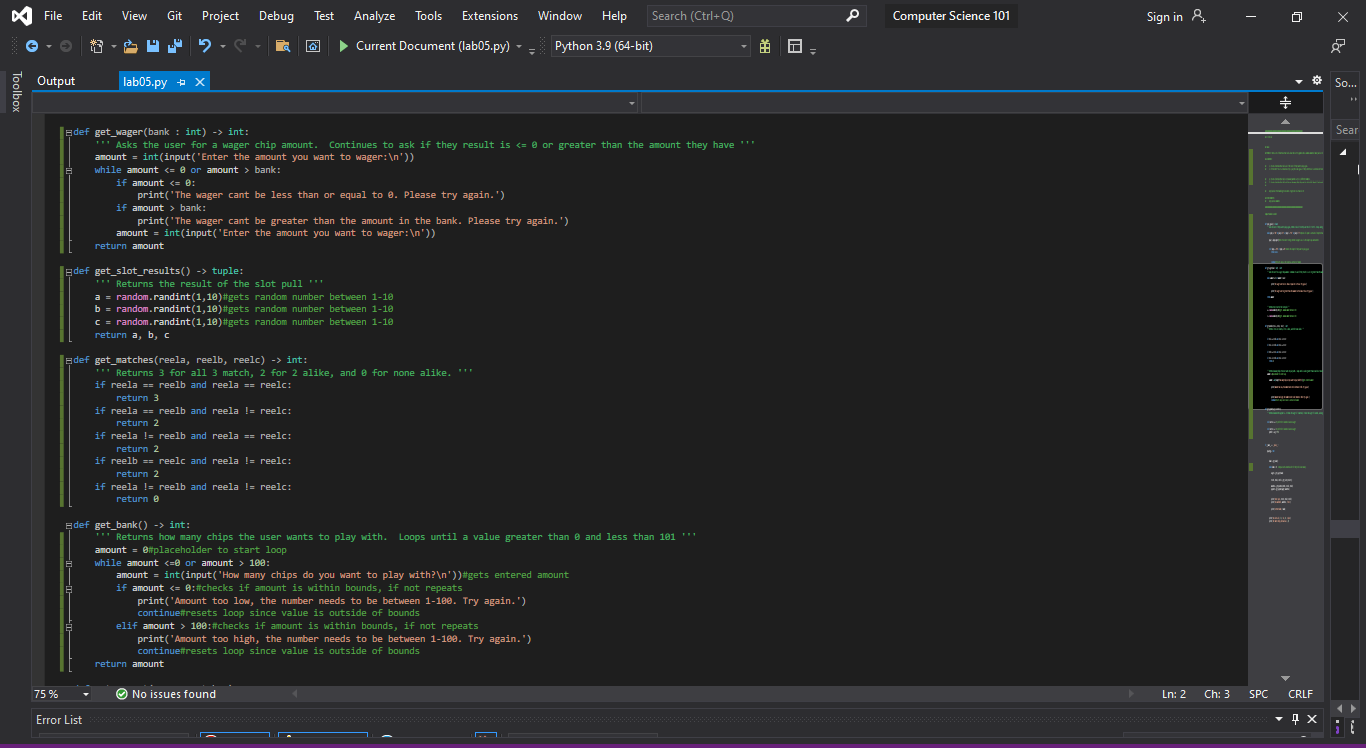 File Edit View Git Project Debug Test Analyze Tools Extensions Window Help Search (Ctrl+Q) Computer Science 101 Sign in
Current Document (lab05.py) Python 3.9 (64-bit)
Toolbox
Output lab05.py So...
Sear
def get_wager(bank : int) -> int:
''' Asks the user for a wager chip amount.  Continues to ask if they result is <= 0 or greater than the amount they have '''
amount = int(input('Enter the amount you want to wager:\n'))
while amount <= 0 or amount > bank:
if amount <= 0:
print('The wager cant be less than or equal to 0. Please try again.')
if amount > bank:
print('The wager cant be greater than the amount in the bank. Please try again.')
amount = int(input('Enter the amount you want to wager:\n'))
return amount
def get_slot_results() -> tuple:
''' Returns the result of the slot pull '''
a = random.randint(1,10)#gets random number between 1-10
b = random.randint(1,10)#gets random number between 1-10
c = random.randint(1,10)#gets random number between 1-10
return a, b, c
def get_matches(reela, reelb, reelc) -> int:
''' Returns 3 for all 3 match, 2 for 2 alike, and 0 for none alike. '''
if reela == reelb and reela == reelc:
return 3
if reela == reelb and reela != reelc:
return 2
if reela != reelb and reela == reelc:
return 2
if reelb == reelc and reela != reelc:
return 2
if reela != reelb and reela != reelc:
return 0
def get_bank() -> int:
''' Returns how many chips the user wants to play with.  Loops until a value greater than 0 and less than 101 '''
amount = 0#placeholder to start loop
while amount <=0 or amount > 100:
amount = int(input('How many chips do you want to play with?\n'))#gets entered amount
if amount <= 0:#checks if amount is within bounds, if not repeats
print('Amount too low, the number needs to be between 1-100. Try again.')
continue#resets loop since value is outside of bounds
elif amount > 100:#checks if amount is within bounds, if not repeats
print('Amount too high, the number needs to be between 1-100. Try again.')
continue#resets loop since value is outside of bounds
return amount
75 % No issues found Ln: 2 Ch: 3 SPC CRLF
Error List